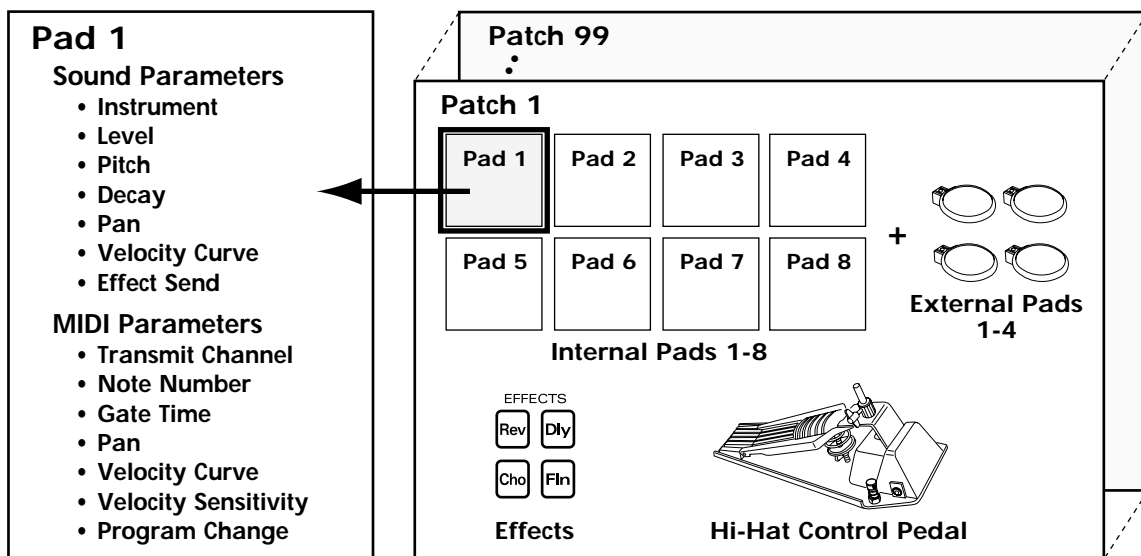 Pad 1
Sound Parameters
• Instrument
• Level
• Pitch
• Decay
• Pan
• Velocity Curve
• Effect Send
MIDI Parameters
• Transmit Channel
• Note Number
• Gate Time
• Pan
• Velocity Curve
• Velocity Sensitivity
• Program Change
Patch 99
Patch 1
Pad 1 Pad 2 Pad 3 Pad 4
Pad 5 Pad 6 Pad 7 Pad 8
+
External Pads
1-4
Internal Pads 1-8
EFFECTS
Rev Dly
Cho Fln
Effects
Hi-Hat Control Pedal